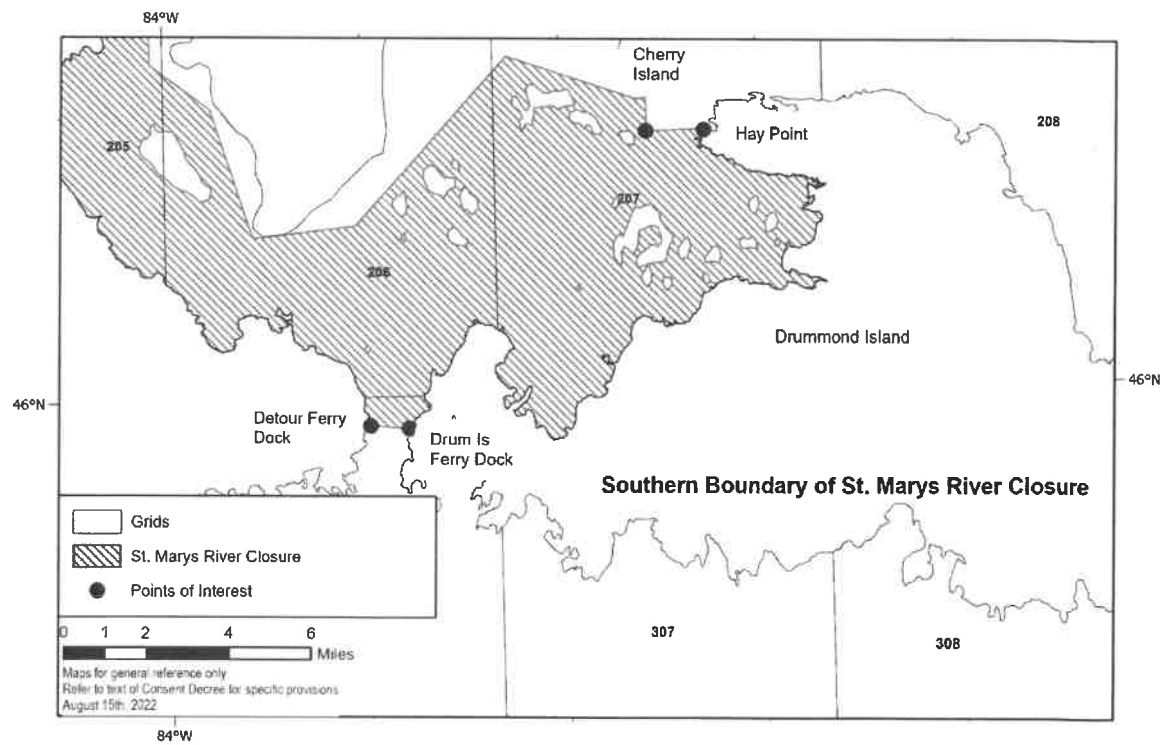 84°W
Cherry
Island
208
Hay Point
205
207
206
Drummond Island
46°N
46°N
Detour Ferry
Dock
Drum Is
Ferry Dock
Southern Boundary of St. Marys River Closure
Grids
St. Marys River Closure
Points of Interest
0 1 2 4 6
Miles
307
308
Maps for general reference only
Refer to text of Consent Decree for specific provisions
August 15th, 2022
84°W